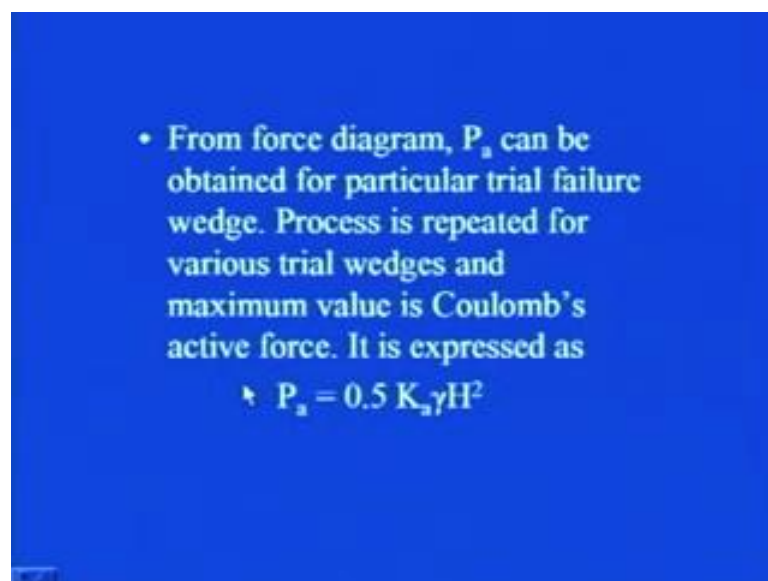 • From force diagram, Pₐ can be
obtained for particular trial failure
wedge. Process is repeated for
various trial wedges and
maximum value is Coulomb's
active force. It is expressed as
Pₐ = 0.5 KₐγH²